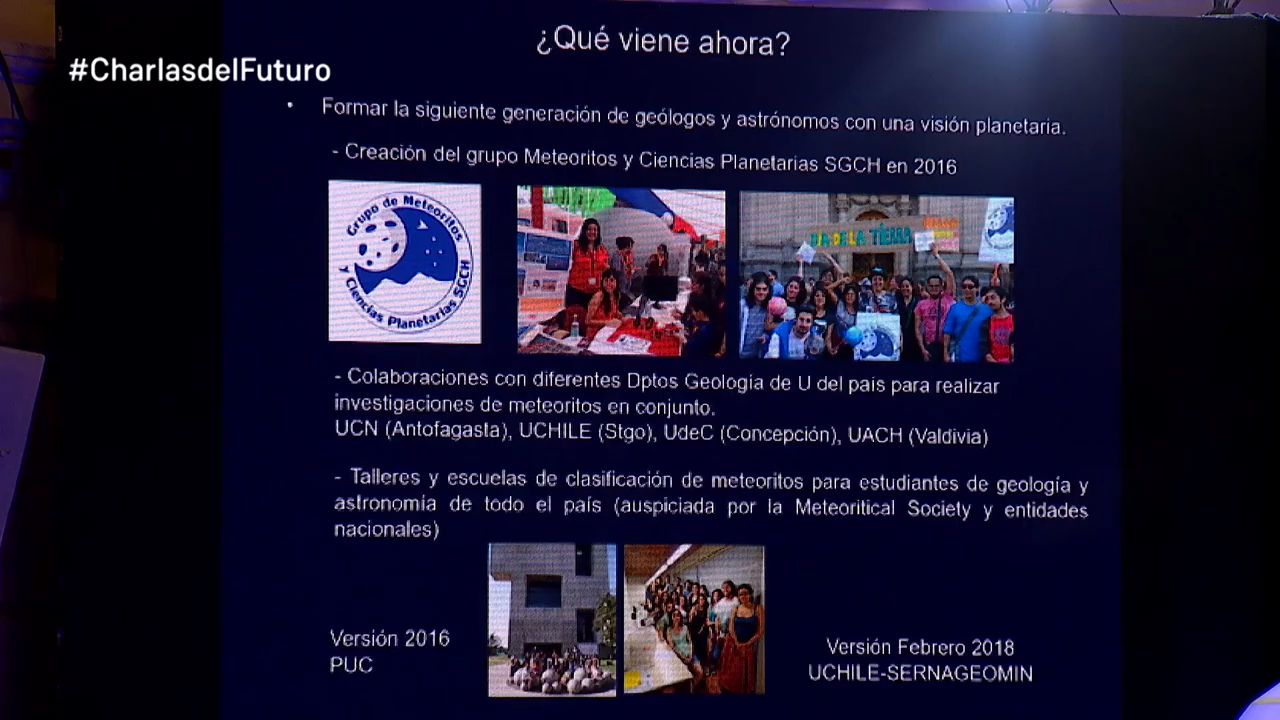 ¿Qué viene ahora?
#CharlasdelFuturo
• Formar la siguiente generación de geólogos y astrónomos con una visión planetaria.
- Creación del grupo Meteoritos y Ciencias Planetarias SGCH en 2016
Grupo de Meteoritos
y Ciencias Planetarias SGCH
DE LA TIERRA
- Colaboraciones con diferentes Dptos Geologia de U del pais para realizar
investigaciones de meteoritos en conjunto.
UCN (Antofagasta), UCHILE (Stgo), UdeC (Concepción), UACH (Valdivia)
- Talleres y escuelas de clasificación de meteoritos para estudiantes de geología y
astronomía de todo el país (auspiciada por la Meteoritical Society y entidades
nacionales)
Versión 2016
PUC
Versión Febrero 2018
UCHILE-SERNAGEOMIN